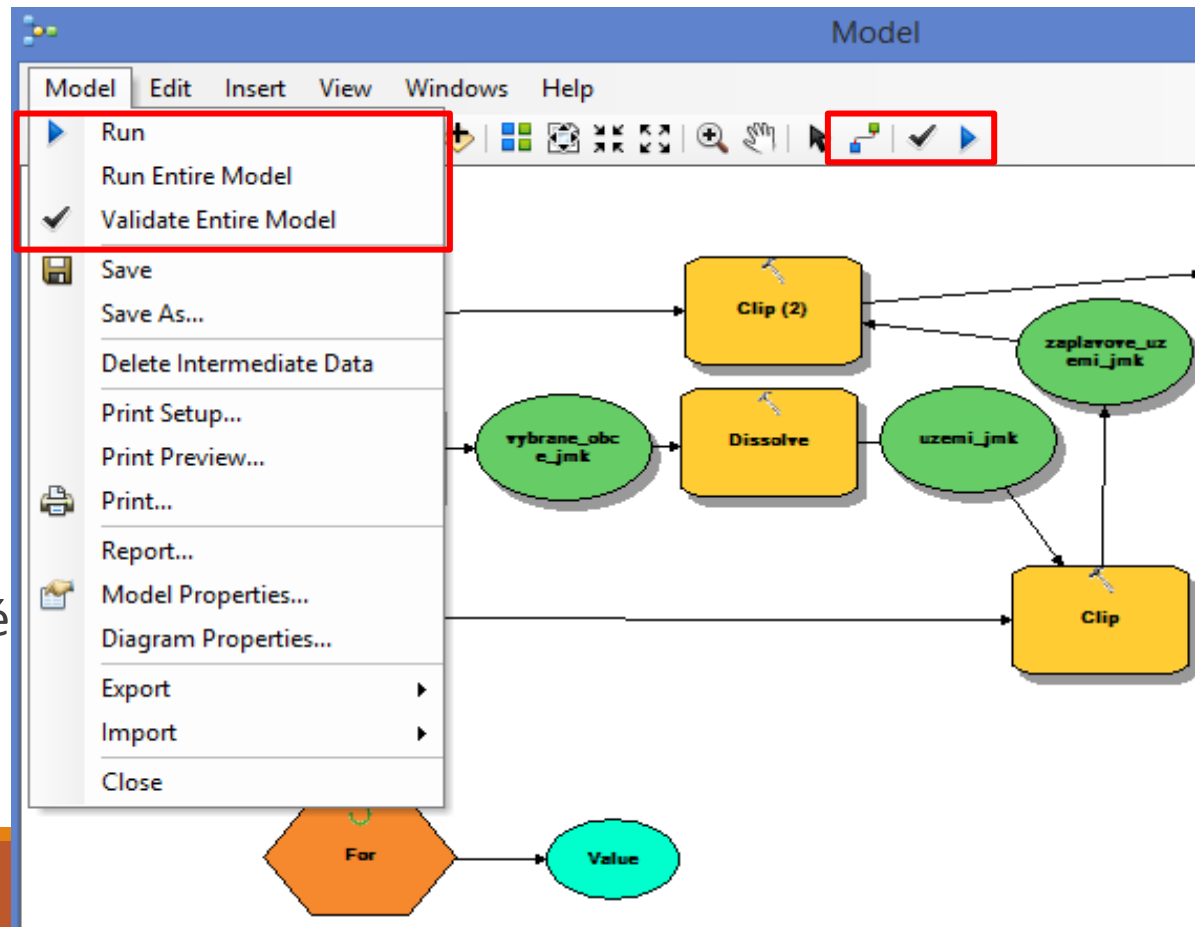 Model
Model Edit Insert View Windows Help
Run
Run Entire Model
Validate Entire Model
Save
Save As...
Delete Intermediate Data
Print Setup...
Print Preview...
Print...
Report...
Model Properties...
Diagram Properties...
Export
Import
Close
é
Clip (2)
zaplavove_uz
emi_jmk
vybrane_obc
e_jmk
Dissolve
uzemi_jmk
Clip
For
Value